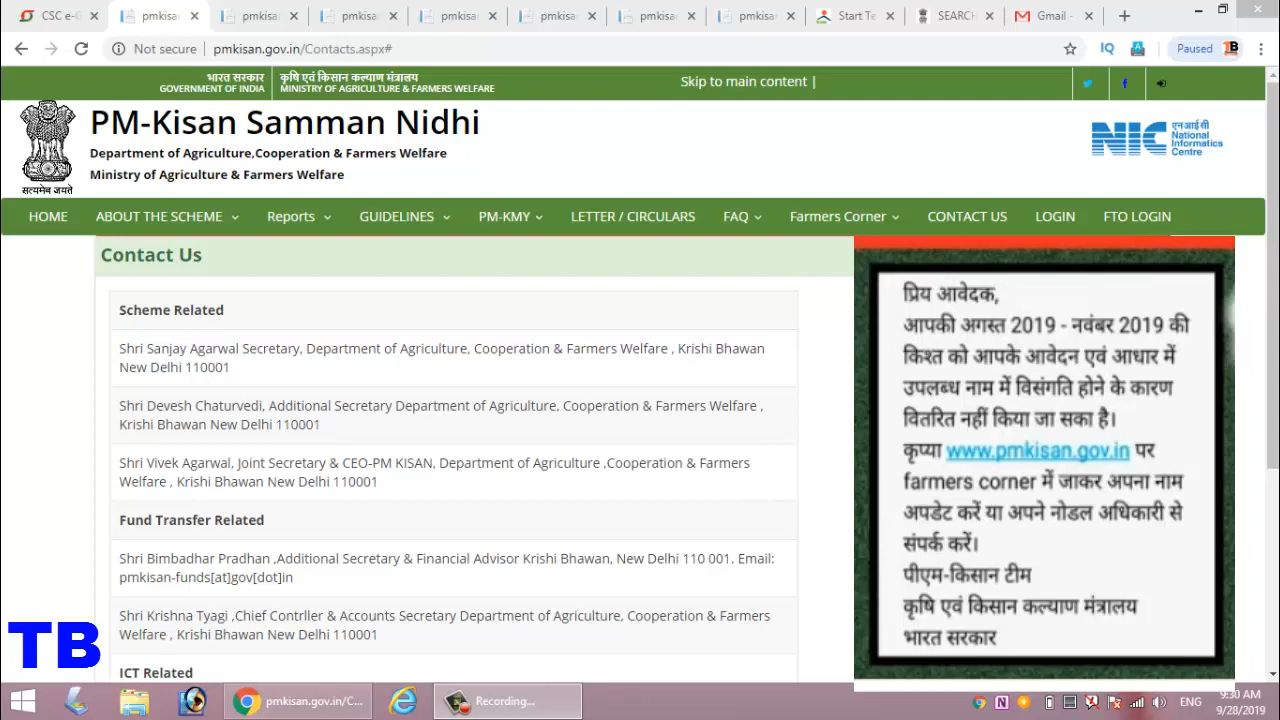 CSC e-G
pmkisan
pmkis
pmkis
pmkis
pmkis
pmkis
pmkis
Start Te
SEARCH
Gmail -
Not secure
pmkisan.gov.in/Contacts.aspx#
IQ
Paused
भारत सरकार
GOVERNMENT OF INDIA
कृषि एवं किसान कल्याण मंत्रालय
MINISTRY OF AGRICULTURE & FARMERS WELFARE
Skip to main content |
PM-Kisan Samman Nidhi
Department of Agriculture,Cooperation & Farmers Welfare
Ministry of Agriculture & Farmers Welfare
सत्यमेव जयते
NIC
एन आई सी
National
Informatics
Centre
HOME ABOUT THE SCHEME Reports GUIDELINES PM-KMY LETTER / CIRCULARS FAQ Farmers Corner CONTACT US LOGIN FTO LOGIN
Contact Us
Scheme Related
Shri Sanjay Agarwal Secretary, Department of Agriculture, Cooperation & Farmers Welfare , Krishi Bhawan
New Delhi 110001
Shri Devesh Chaturvedi, Additional Secretary Department of Agriculture, Cooperation & Farmers Welfare ,
Krishi Bhawan New Delhi 110001
Shri Vivek Agarwal, Joint Secretary & CEO-PM KISAN, Department of Agriculture ,Cooperation & Farmers
Welfare , Krishi Bhawan New Delhi 110001
Fund Transfer Related
Shri Bimbadhar Pradhan ,Additional Secretary & Financial Advisor Krishi Bhawan, New Delhi 110 001. Email:
pmkisan-funds[at]gov[dot]in
Shri Krishna Tyagi ,Chief Contrller & Accounts Secretary Department of Agriculture, Cooperation & Farmers
Welfare , Krishi Bhawan New Delhi 110001
ICT Related
प्रिय आवेदक,
आपकी अगस्त 2019 - नवंबर 2019 की
किश्त को आपके आवेदन एवं आधार में
उपलब्ध नाम में विसंगति होने के कारण
वितरित नहीं किया जा सका है।
कृप्या www.pmkisan.gov.in पर
farmers corner में जाकर अपना नाम
अपडेट करें या अपने नोडल अधिकारी से
संपर्क करें।
पीएम-किसान टीम
कृषि एवं किसान कल्याण मंत्रालय
भारत सरकार
TB
pmkisan.gov.in/C...
Recording...
ENG
9:30 AM
9/28/2019